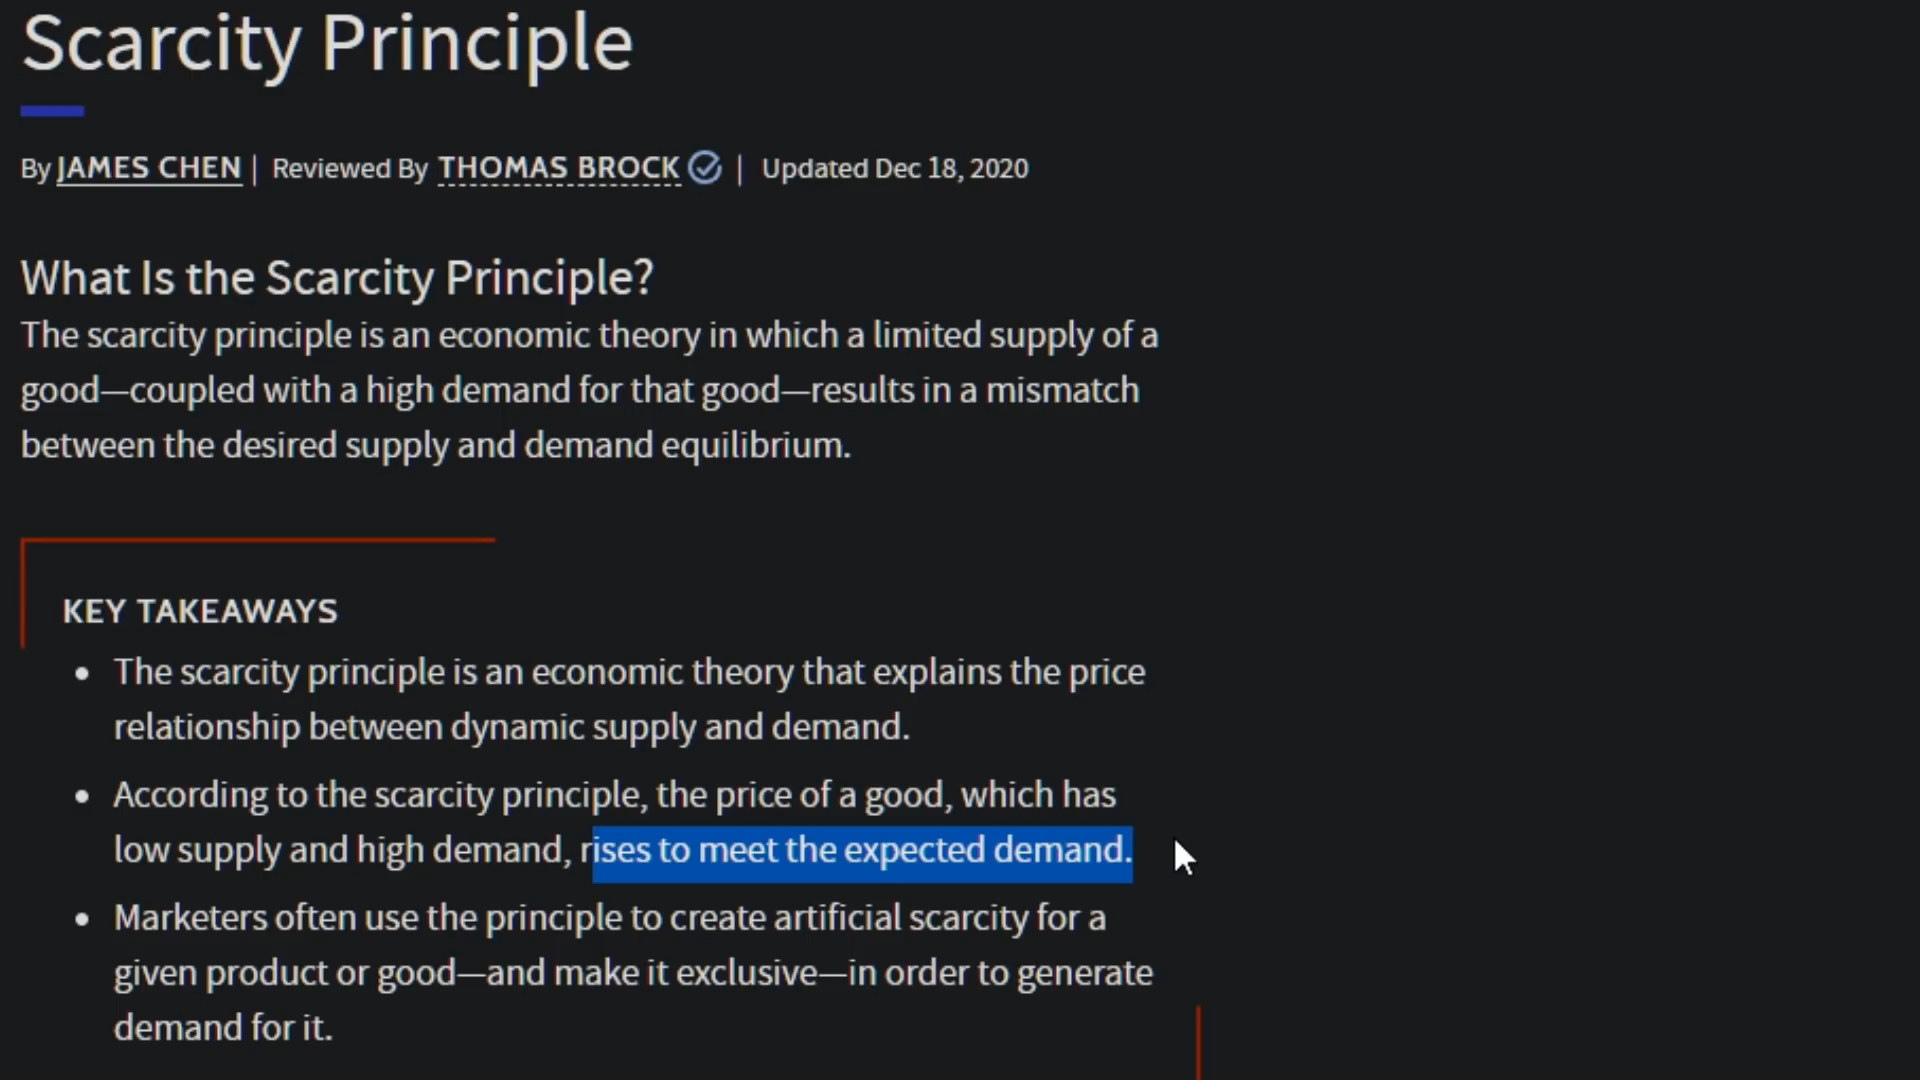 Scarcity Principle
By JAMES CHEN | Reviewed By THOMAS BROCK | Updated Dec 18, 2020
What Is the Scarcity Principle?
The scarcity principle is an economic theory in which a limited supply of a
good—coupled with a high demand for that good—results in a mismatch
between the desired supply and demand equilibrium.
KEY TAKEAWAYS
• The scarcity principle is an economic theory that explains the price
relationship between dynamic supply and demand.
• According to the scarcity principle, the price of a good, which has
low supply and high demand, rises to meet the expected demand.
• Marketers often use the principle to create artificial scarcity for a
given product or good—and make it exclusive—in order to generate
demand for it.